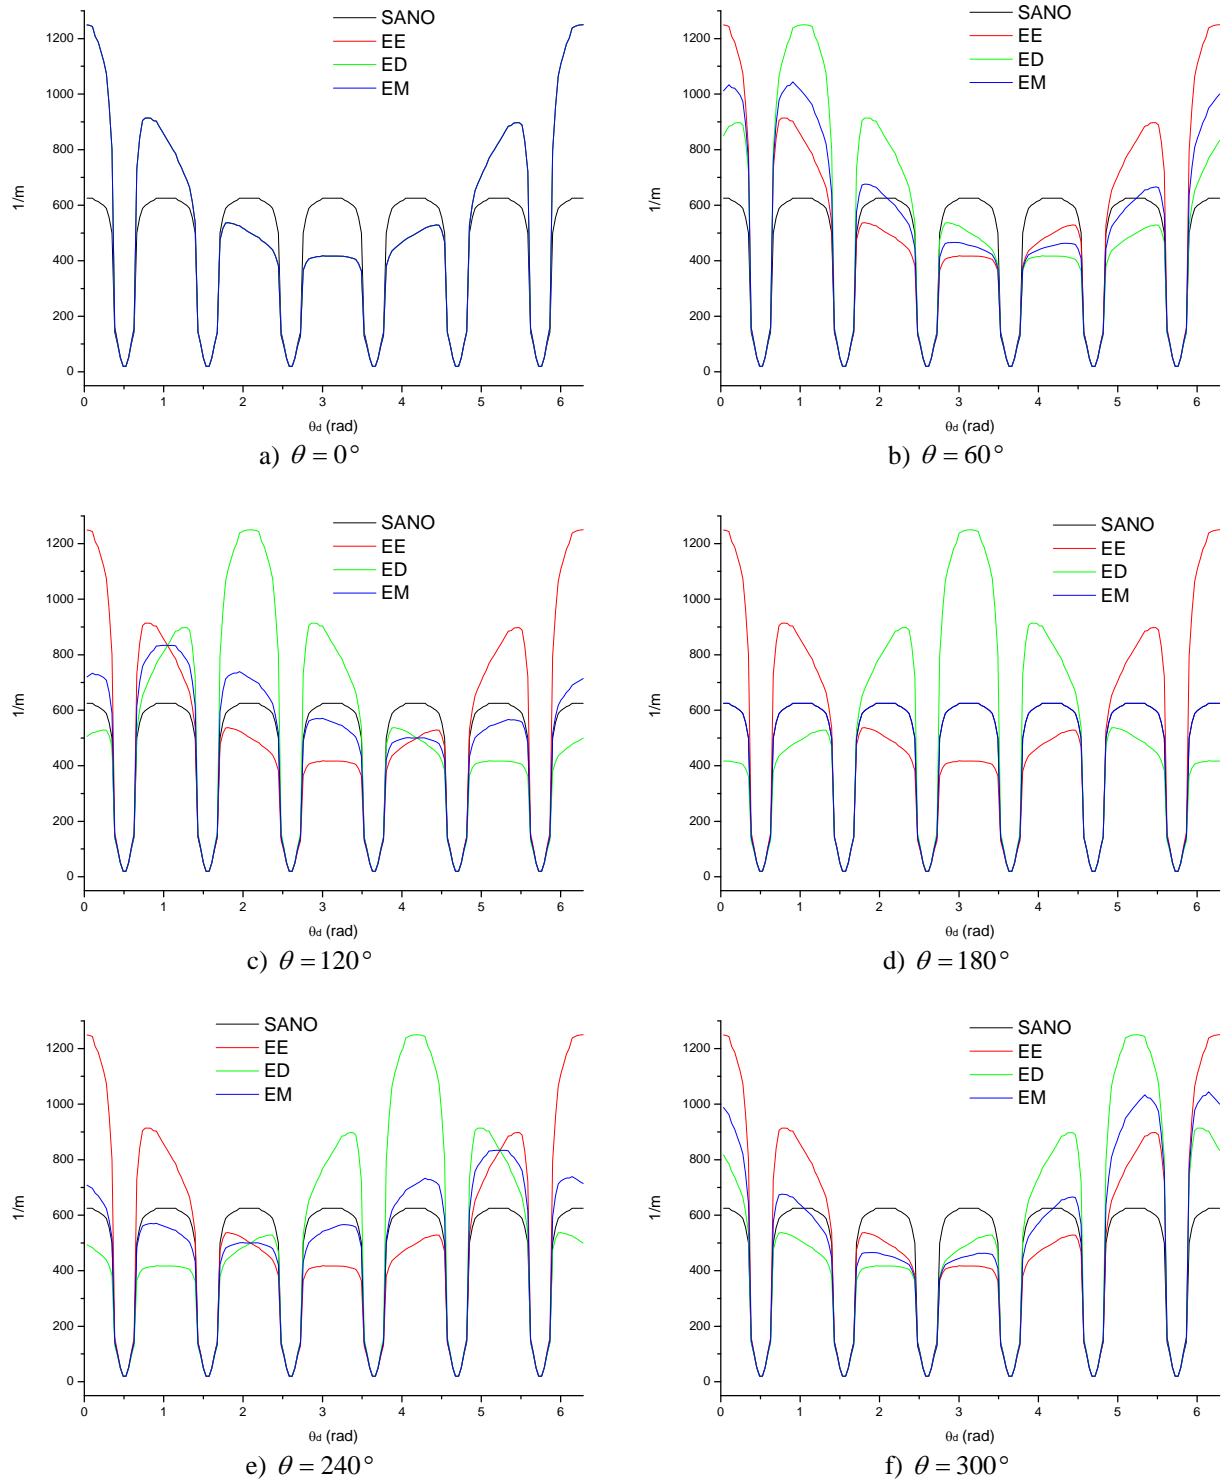 SANO
EE
ED
EM
1200
1000
800
600
400
200
0
1/m
0 1 2 3 4 5 6
θd (rad)
a) θ = 0°
SANO
EE
ED
EM
1200
1000
800
600
400
200
0
1/m
0 1 2 3 4 5 6
θd (rad)
b) θ = 60°
SANO
EE
ED
EM
1200
1000
800
600
400
200
0
1/m
0 1 2 3 4 5 6
θd (rad)
c) θ = 120°
SANO
EE
ED
EM
1200
1000
800
600
400
200
0
1/m
0 1 2 3 4 5 6
θd (rad)
d) θ = 180°
SANO
EE
ED
EM
1200
1000
800
600
400
200
0
1/m
0 1 2 3 4 5 6
θd (rad)
e) θ = 240°
SANO
EE
ED
EM
1200
1000
800
600
400
200
0
1/m
0 1 2 3 4 5 6
θd (rad)
f) θ = 300°